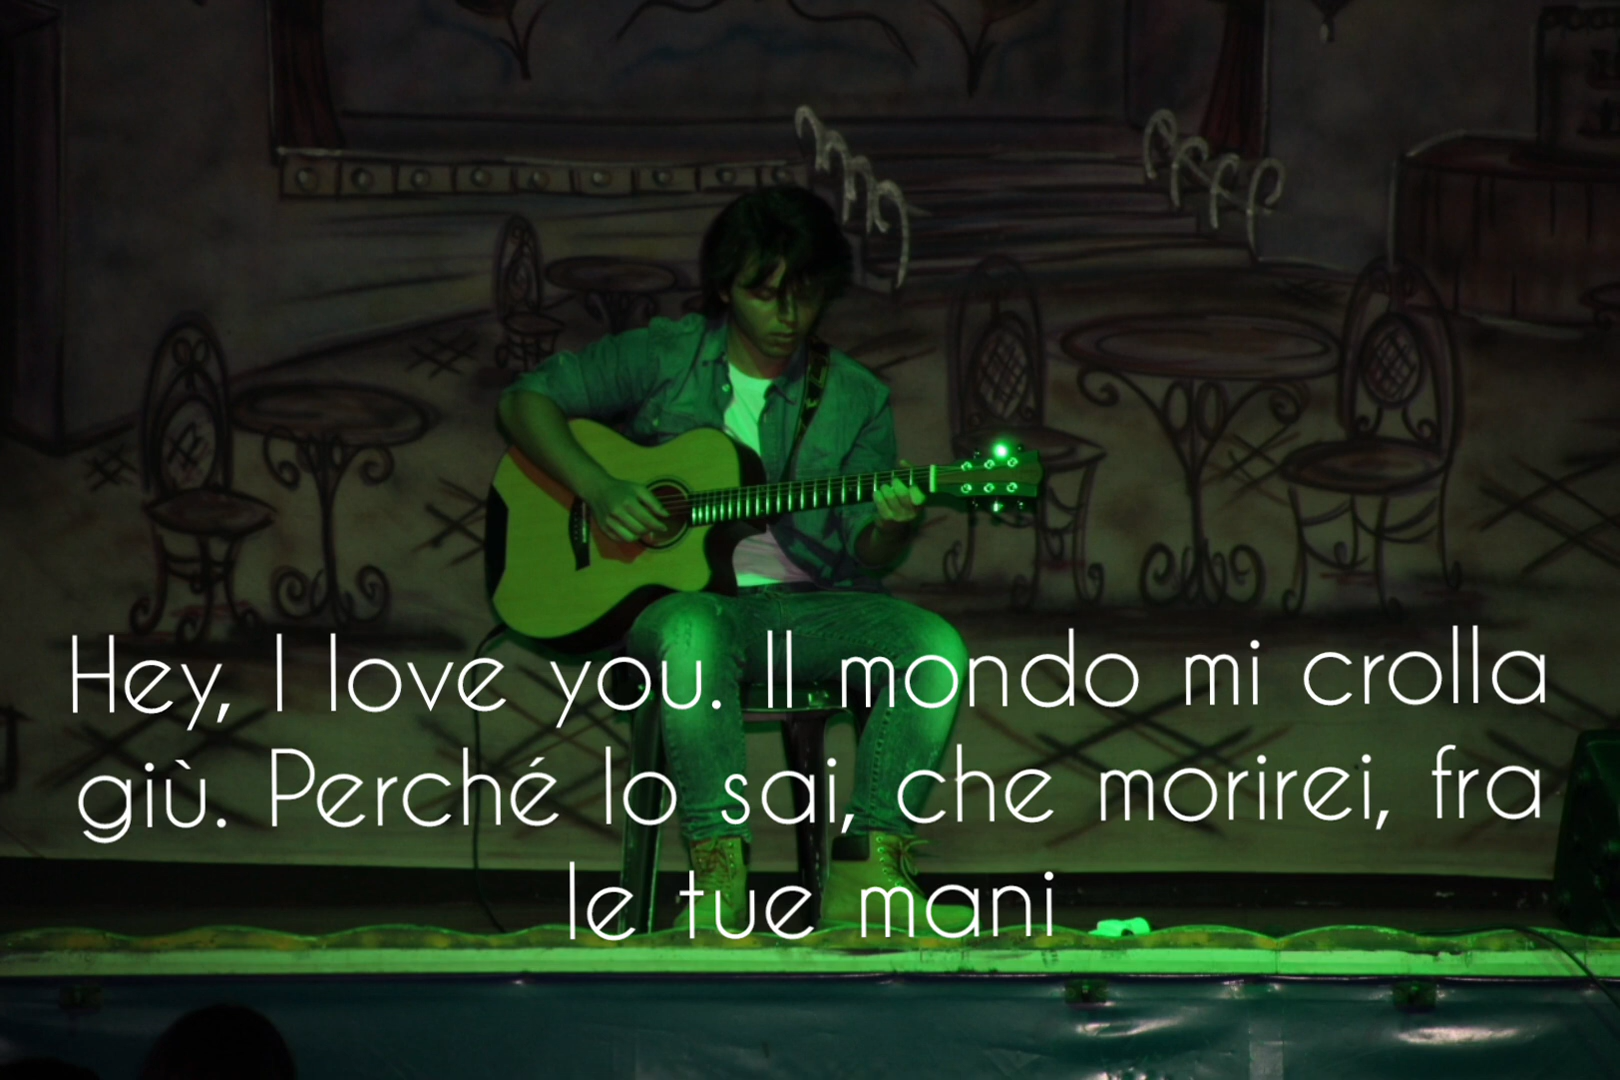 Hey, I love you. Il mondo mi crolla
giù. Perché lo sai, che morirei, fra
le tue mani